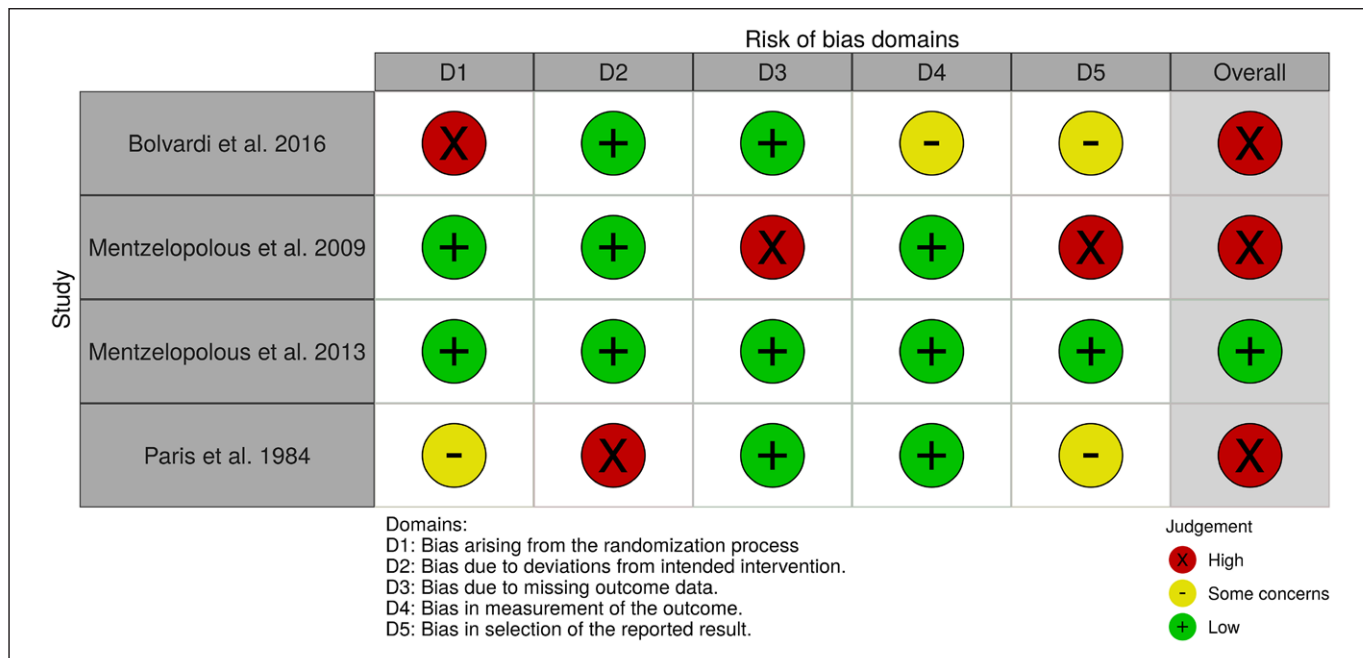 Risk of bias domains
D1 D2 D3 D4 D5 Overall
Study
Bolvardi et al. 2016 X + + - - X
Mentzelopolous et al. 2009 + + X + X X
Mentzelopolous et al. 2013 + + + + + +
Paris et al. 1984 - X + + - X
Domains:
D1: Bias arising from the randomization process
D2: Bias due to deviations from intended intervention.
D3: Bias due to missing outcome data.
D4: Bias in measurement of the outcome.
D5: Bias in selection of the reported result.
Judgement
X High
- Some concerns
+ Low